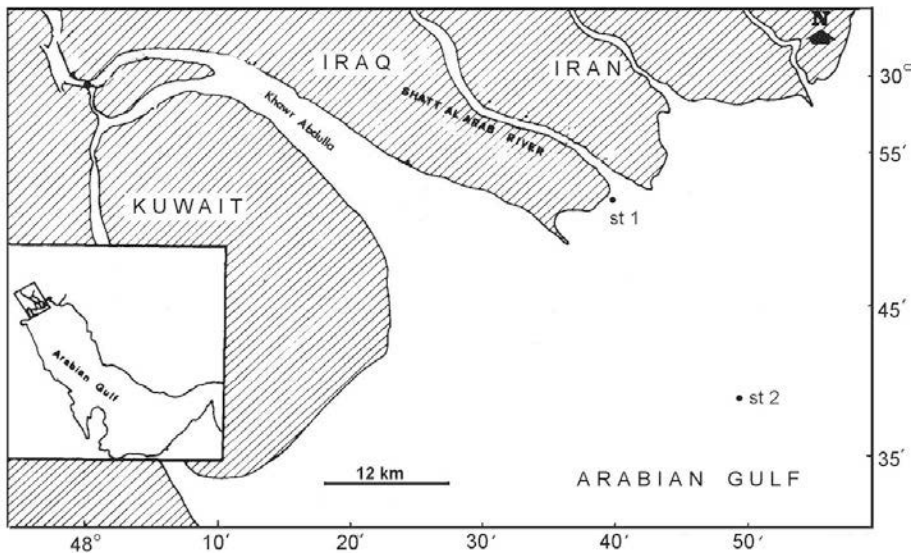 N
IRAQ
IRAN
30°
Khowr Abdulla
SHATT AL ARAB RIVER
55′
KUWAIT
st 1
45′
Arabian Gulf
st 2
35′
12 km
ARABIAN GULF
48° 10′ 20′ 30′ 40′ 50′